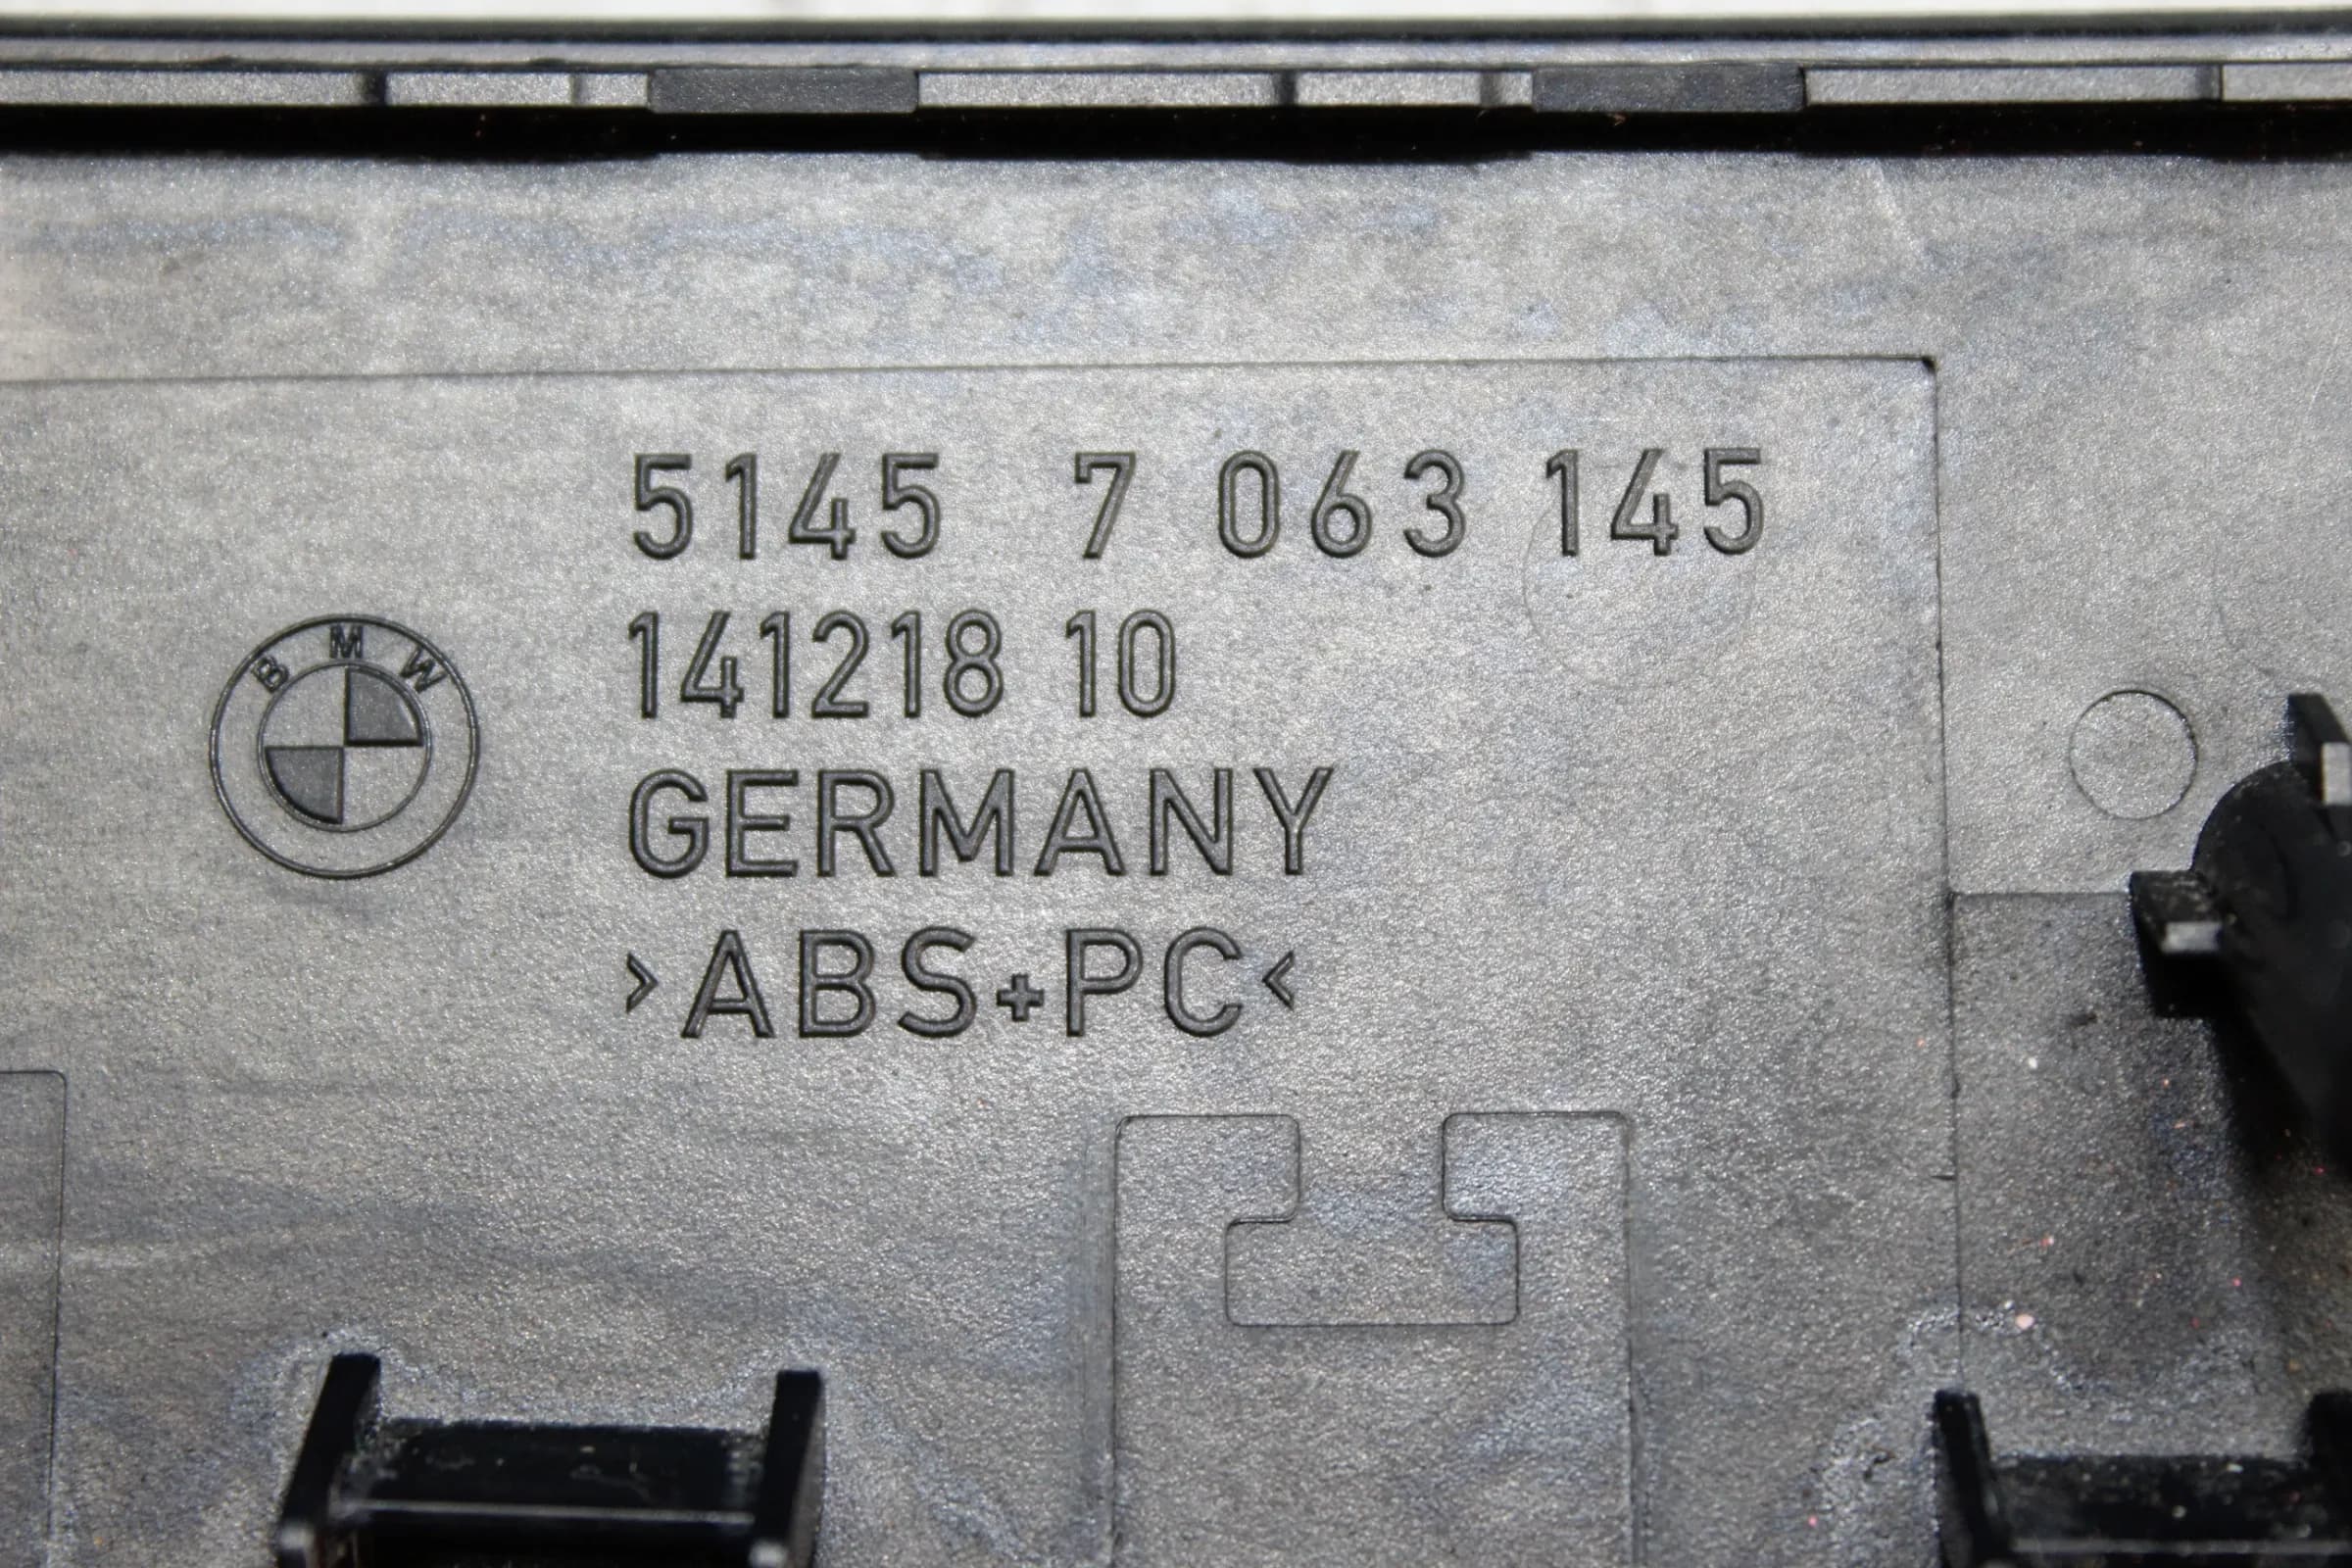 5145 7 063 145
141218 10
BMW
GERMANY
>ABS+PC<